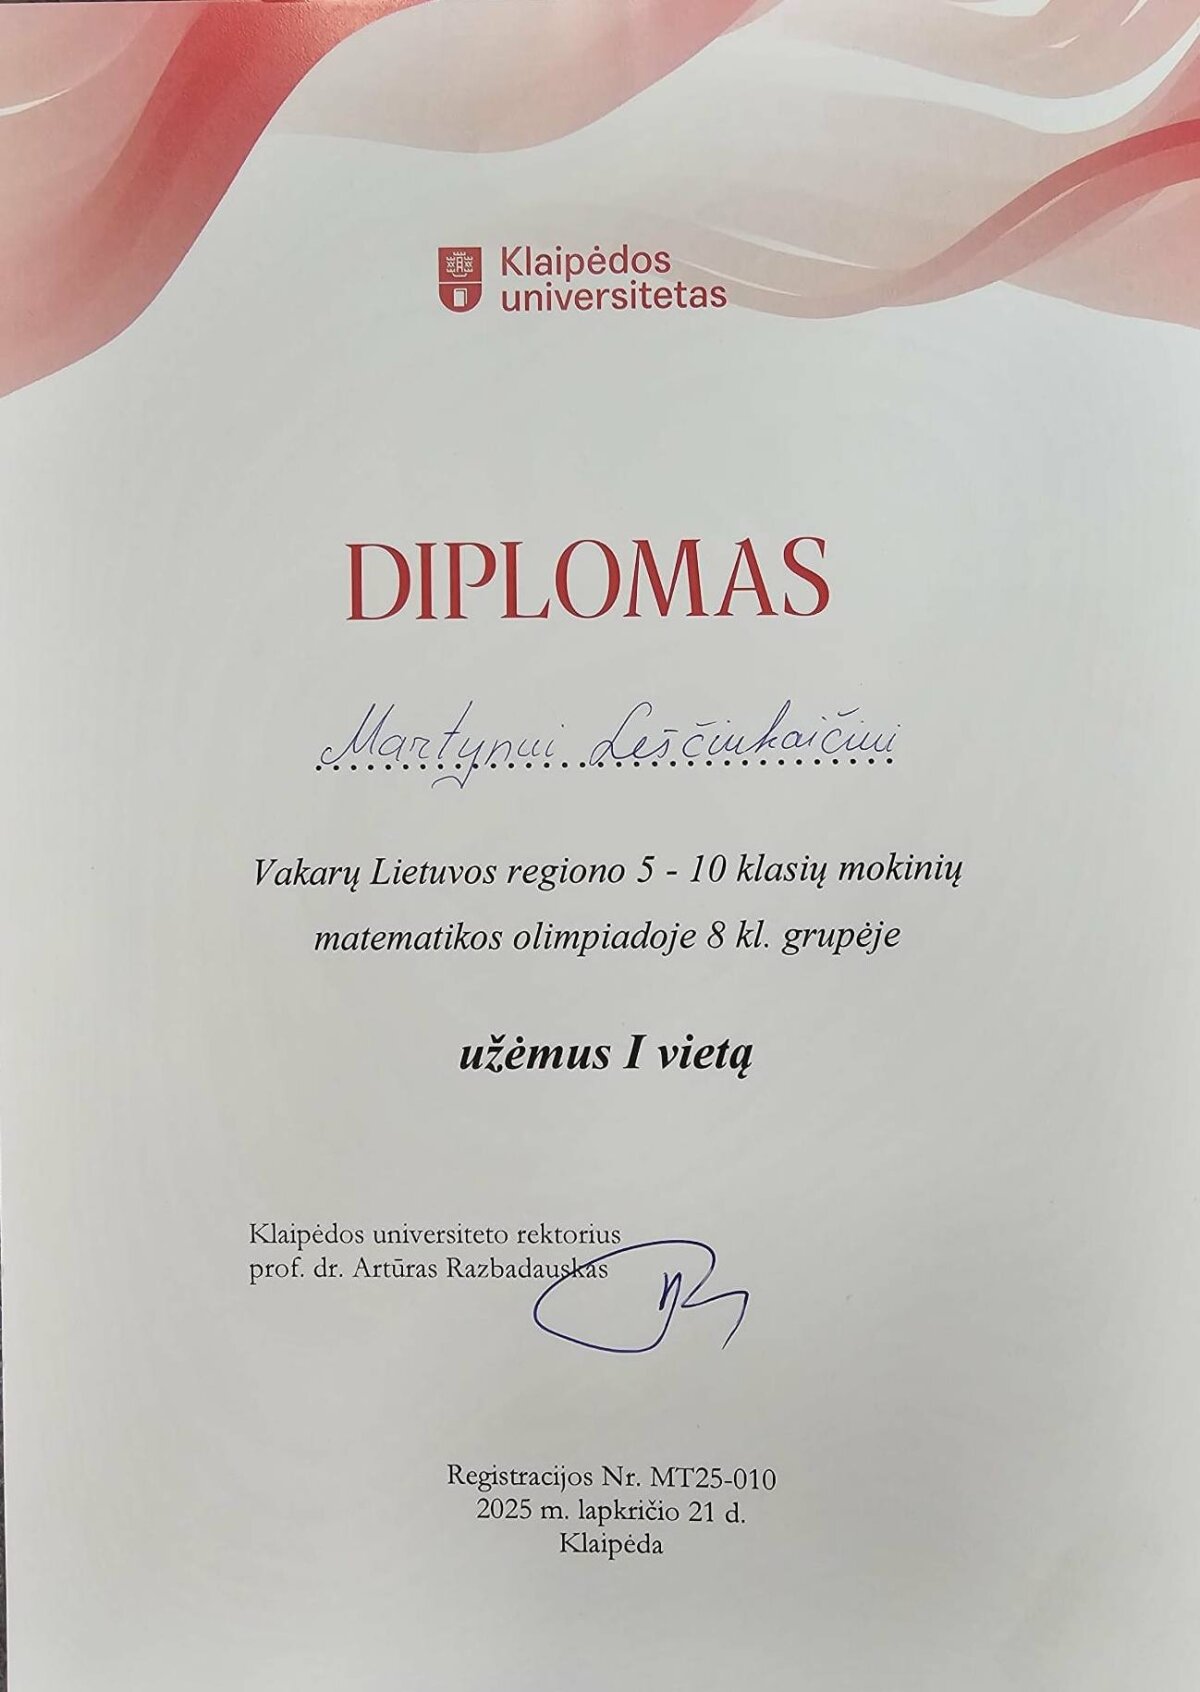 Klaipėdos
universitetas
DIPLOMAS
Martynui Leščinkaičiui
Vakarų Lietuvos regiono 5 - 10 klasių mokinių
matematikos olimpiadoje 8 kl. grupėje
užėmus I vietą
Klaipėdos universiteto rektorius
prof. dr. Artūras Razbadauskas
Registracijos Nr. MT25-010
2025 m. lapkričio 21 d.
Klaipėda